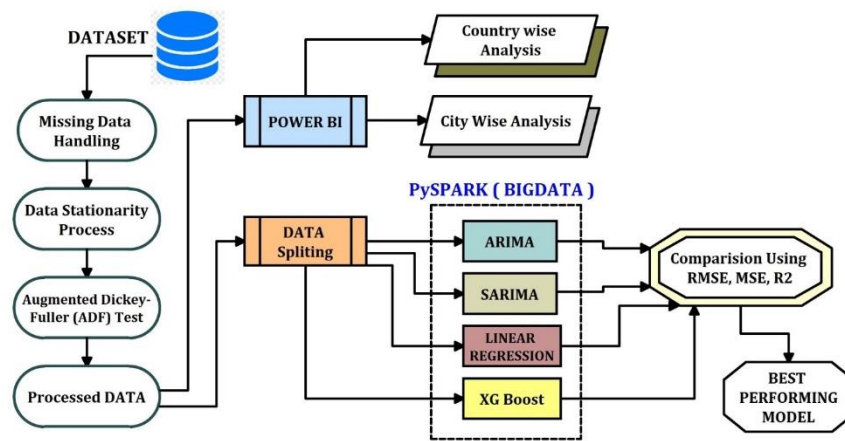 DATASET
Missing Data
Handling
Data Stationarity
Process
Augmented Dickey-
Fuller (ADF) Test
Processed DATA
POWER BI
Country wise
Analysis
City Wise Analysis
DATA
Spliting
PySPARK ( BIGDATA )
ARIMA
SARIMA
LINEAR
REGRESSION
XG Boost
Comparision Using
RMSE, MSE, R2
BEST
PERFORMING
MODEL